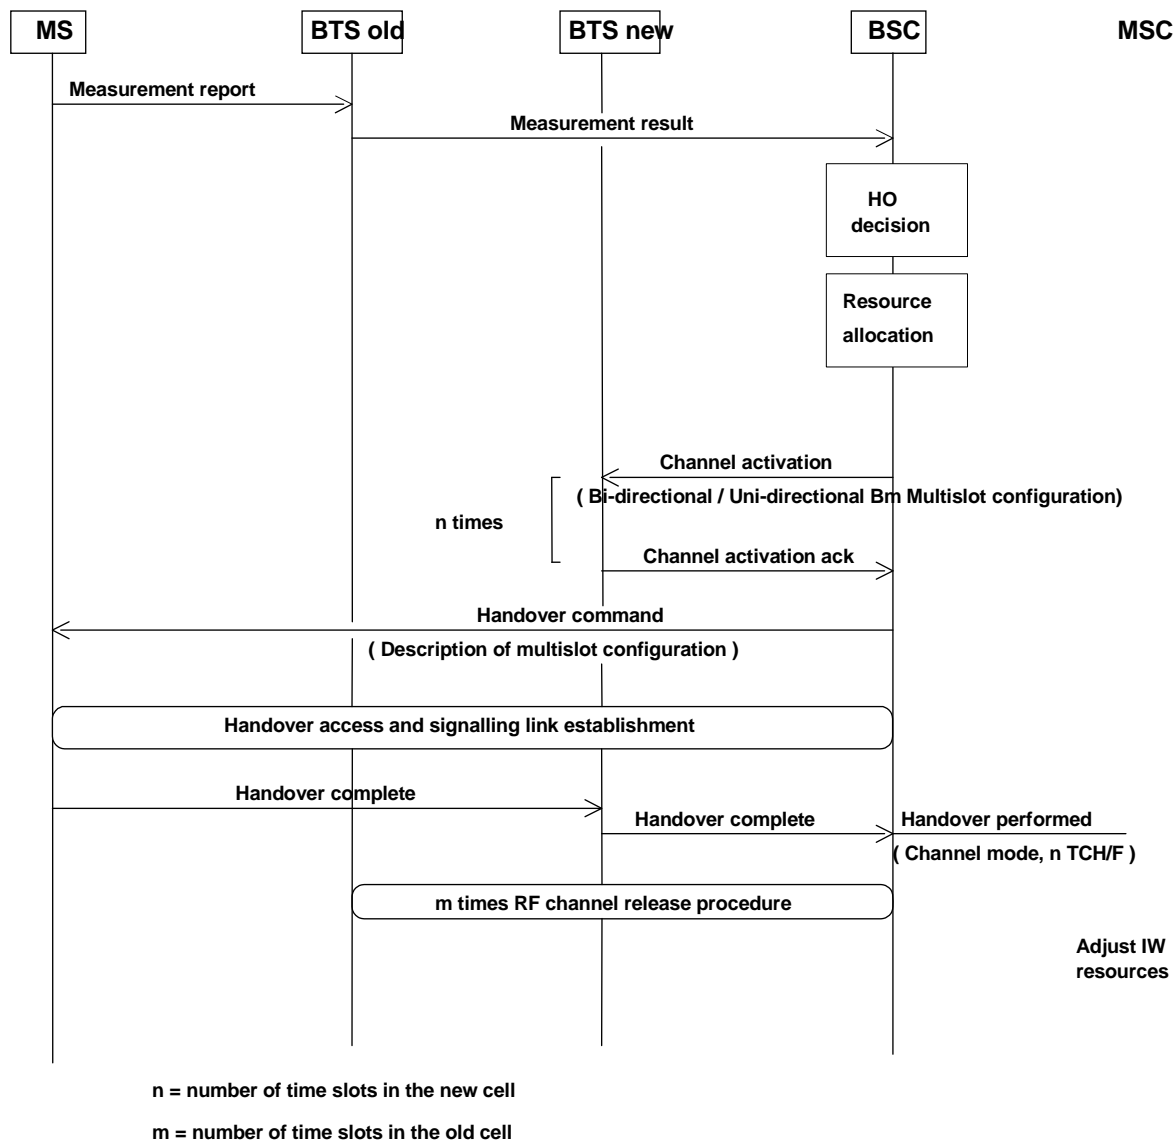 MS BTS old BTS new BSC MSC
Measurement report
Measurement result
HO
decision
Resource
allocation
Channel activation
( Bi-directional / Uni-directional Bm Multislot configuration)
n times
Channel activation ack
Handover command
( Description of multislot configuration )
Handover access and signalling link establishment
Handover complete
Handover complete Handover performed
( Channel mode, n TCH/F )
m times RF channel release procedure
Adjust IW
resources
n = number of time slots in the new cell
m = number of time slots in the old cell